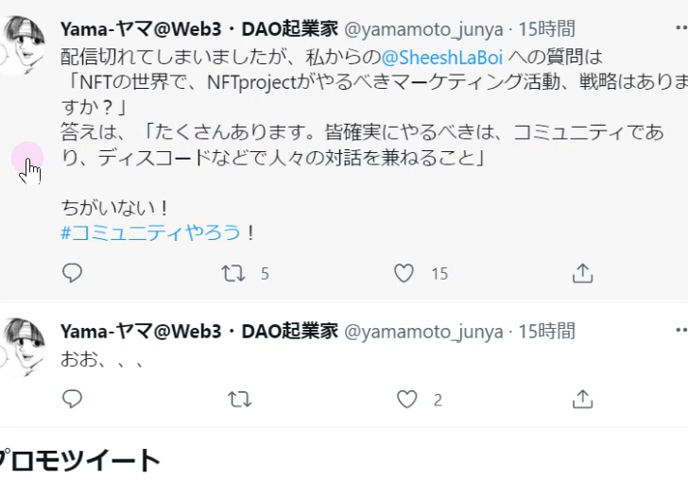 Yama-ヤマ@Web3・DAO起業家 @yamamoto_junya · 15時間
配信切れてしまいましたが、私からの@SheeshLaBoi への質問は
「NFTの世界で、NFTprojectがやるべきマーケティング活動、戦略はありま
すか？」
答えは、「たくさんあります。皆確実にやるべきは、コミュニティであ
り、ディスコードなどで人々の対話を兼ねること」
ちがいない！
#コミュニティやろう！
5 15
Yama-ヤマ@Web3・DAO起業家 @yamamoto_junya · 15時間
おお、、、
2
プロモツイート